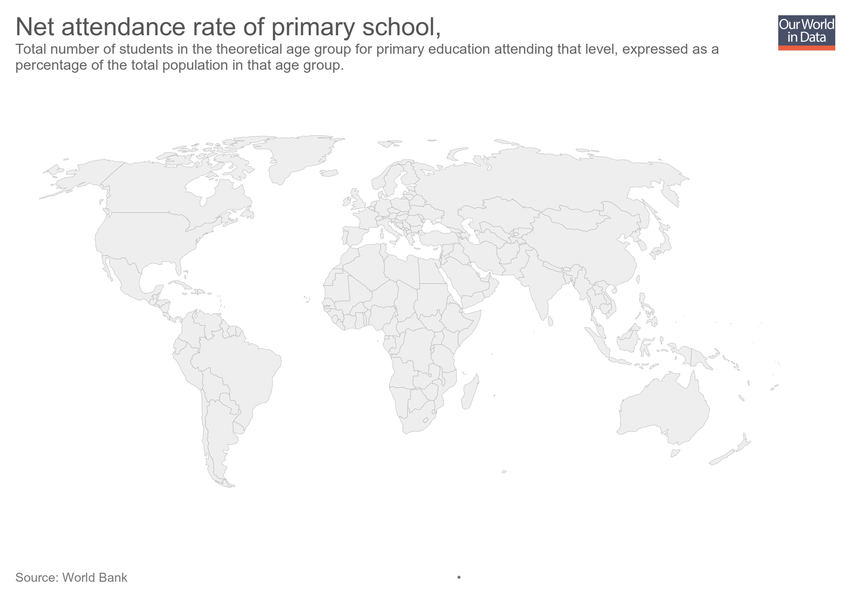 Net attendance rate of primary school,
Our World
in Data
Total number of students in the theoretical age group for primary education attending that level, expressed as a
percentage of the total population in that age group.
Source: World Bank
•